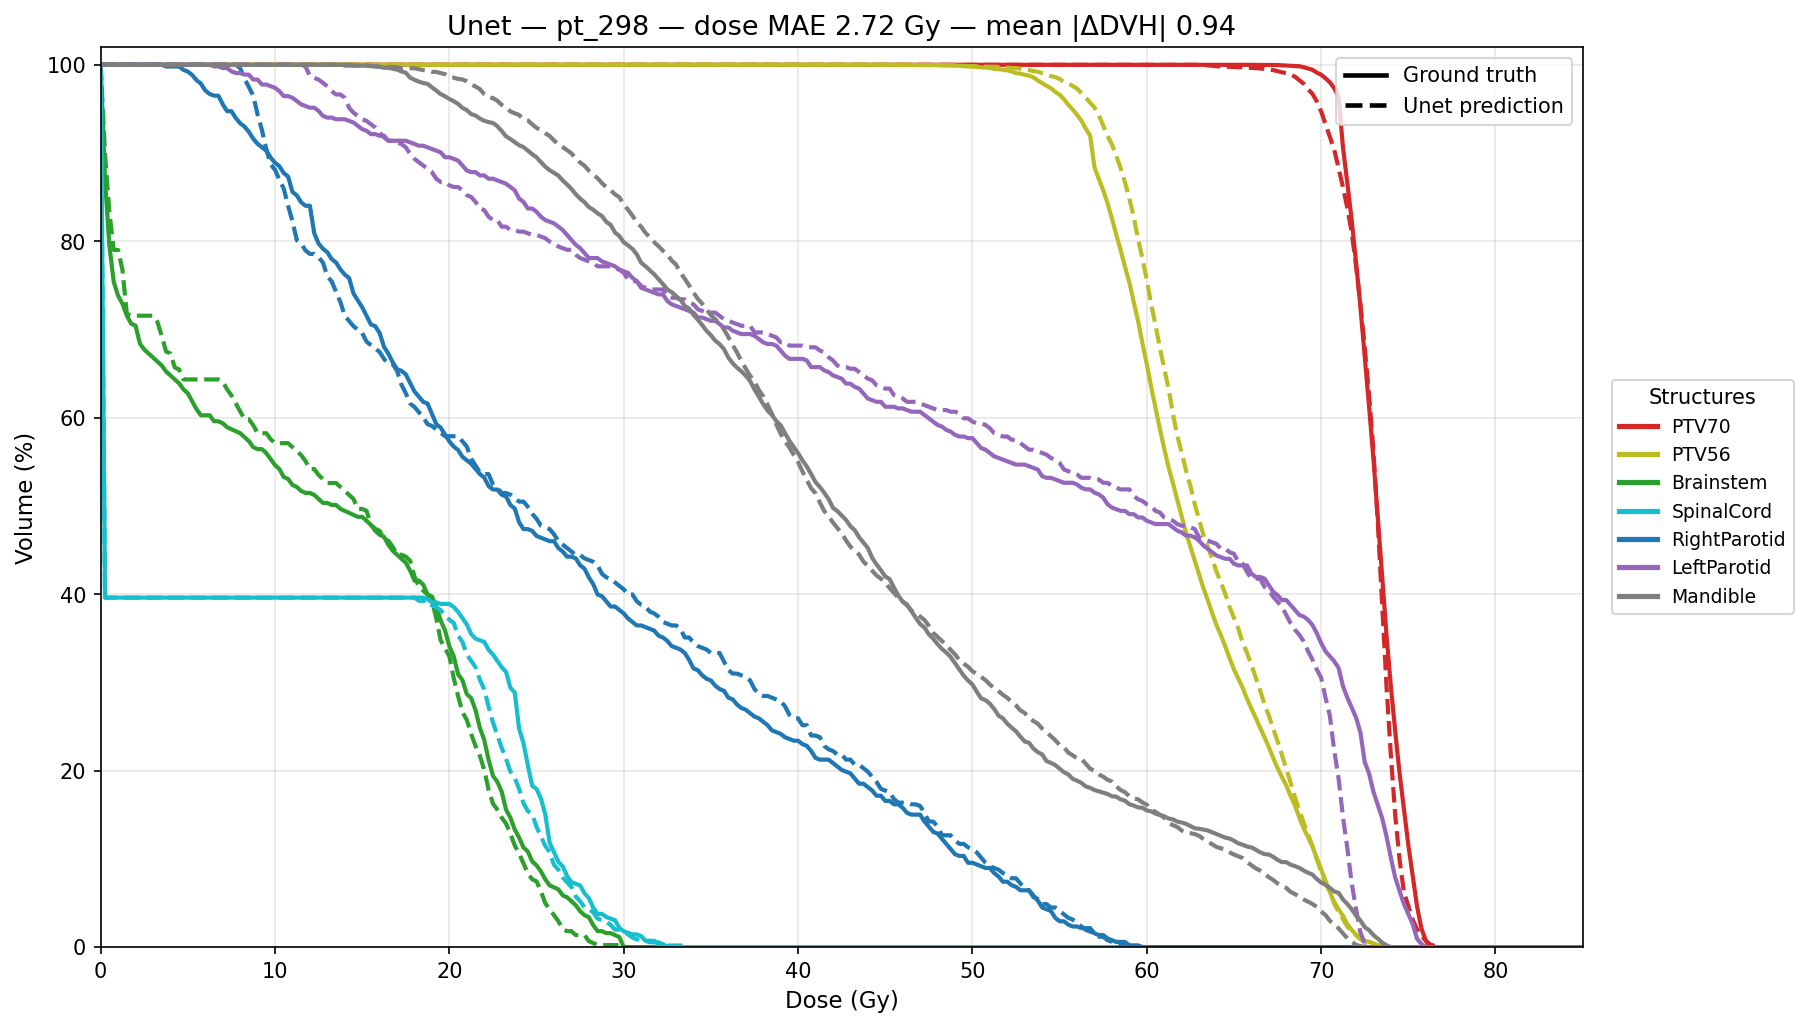 Unet — pt_298 — dose MAE 2.72 Gy — mean |ΔDVH| 0.94
Ground truth
Unet prediction
Volume (%)
100
80
60
40
20
0
0 10 20 30 40 50 60 70 80
Dose (Gy)
Structures
PTV70
PTV56
Brainstem
SpinalCord
RightParotid
LeftParotid
Mandible